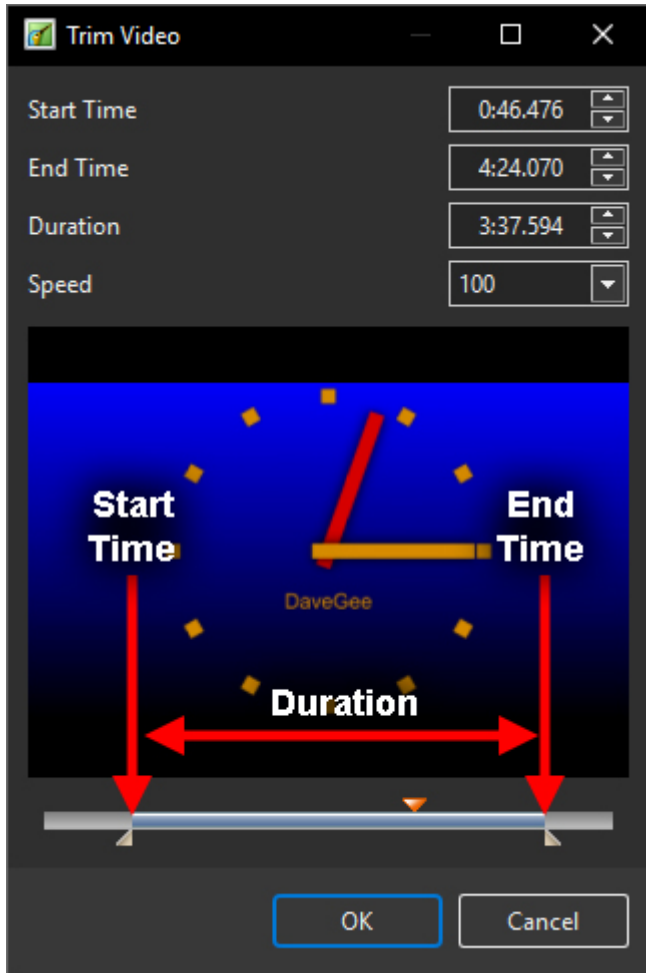 Trim Video
Start Time 0:46.476
End Time 4:24.070
Duration 3:37.594
Speed 100
Start End
Time Time
DaveGee
Duration
OK Cancel